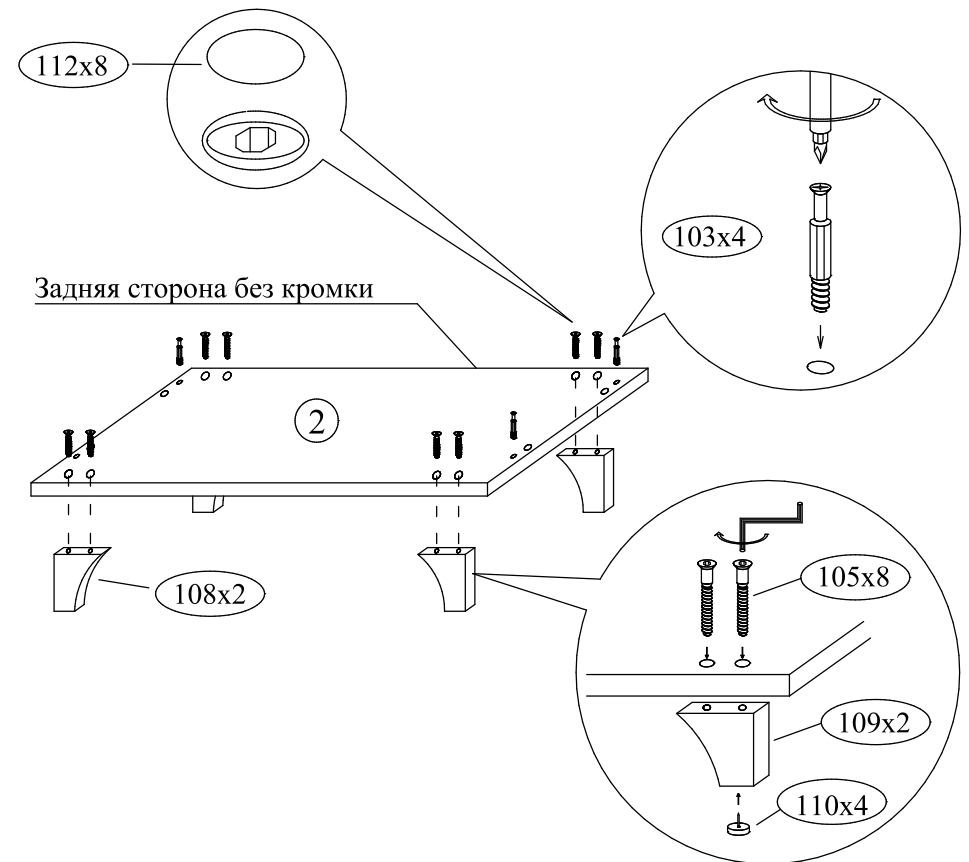 112x8
103x4
Задняя сторона без кромки
2
108x2
105x8
109x2
110x4